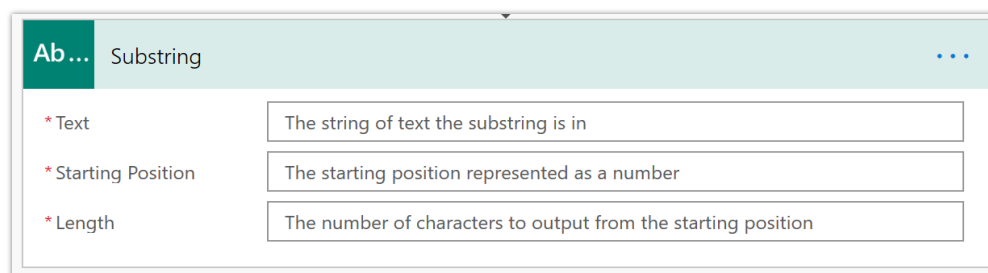 Ab... Substring ...
* Text The string of text the substring is in
* Starting Position The starting position represented as a number
* Length The number of characters to output from the starting position